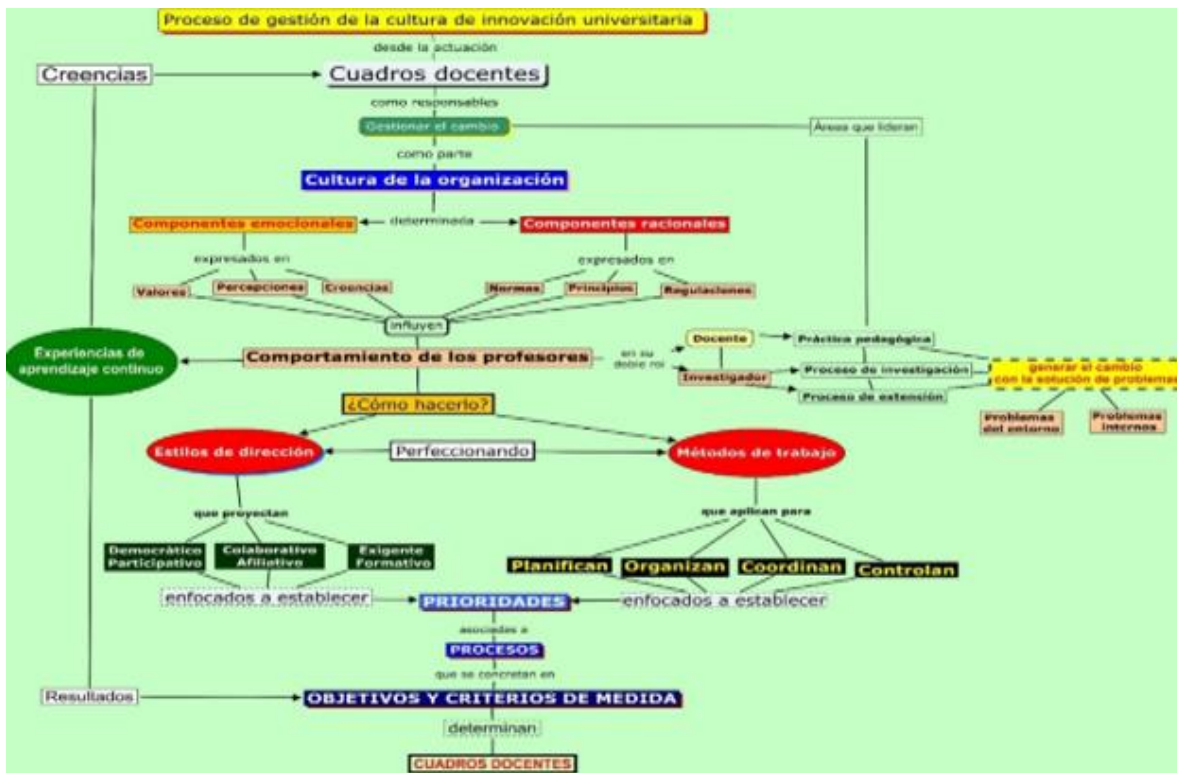 Proceso de gestión de la cultura de innovación universitaria
desde la actuación
Creencias
Cuadros docentes
como responsables
Gestionar el cambio
Áreas que lideran
como parte
Cultura de la organización
Componentes emocionales
determinada
Componentes racionales
expresados en
expresados en
Valores
Percepciones
Creencias
Normas
Principios
Regulaciones
influyen
Experiencias de
aprendizaje continuo
Comportamiento de los profesores
en su
doble rol
Docente
Investigador
Práctica pedagógica
Proceso de investigación
Proceso de extensión
generar el cambio
con la solución de problemas
Problemas
del entorno
Problemas
internos
¿Cómo hacerlo?
Estilos de dirección
Perfeccionando
Métodos de trabajo
que proyectan
que aplican para
Democrático
Participativo
Colaborativo
Afiliativo
Exigente
Formativo
Planifican
Organizan
Coordinan
Controlan
enfocados a establecer
PRIORIDADES
enfocados a establecer
asociadas a
PROCESOS
que se concretan en
Resultados
OBJETIVOS Y CRITERIOS DE MEDIDA
determinan
CUADROS DOCENTES